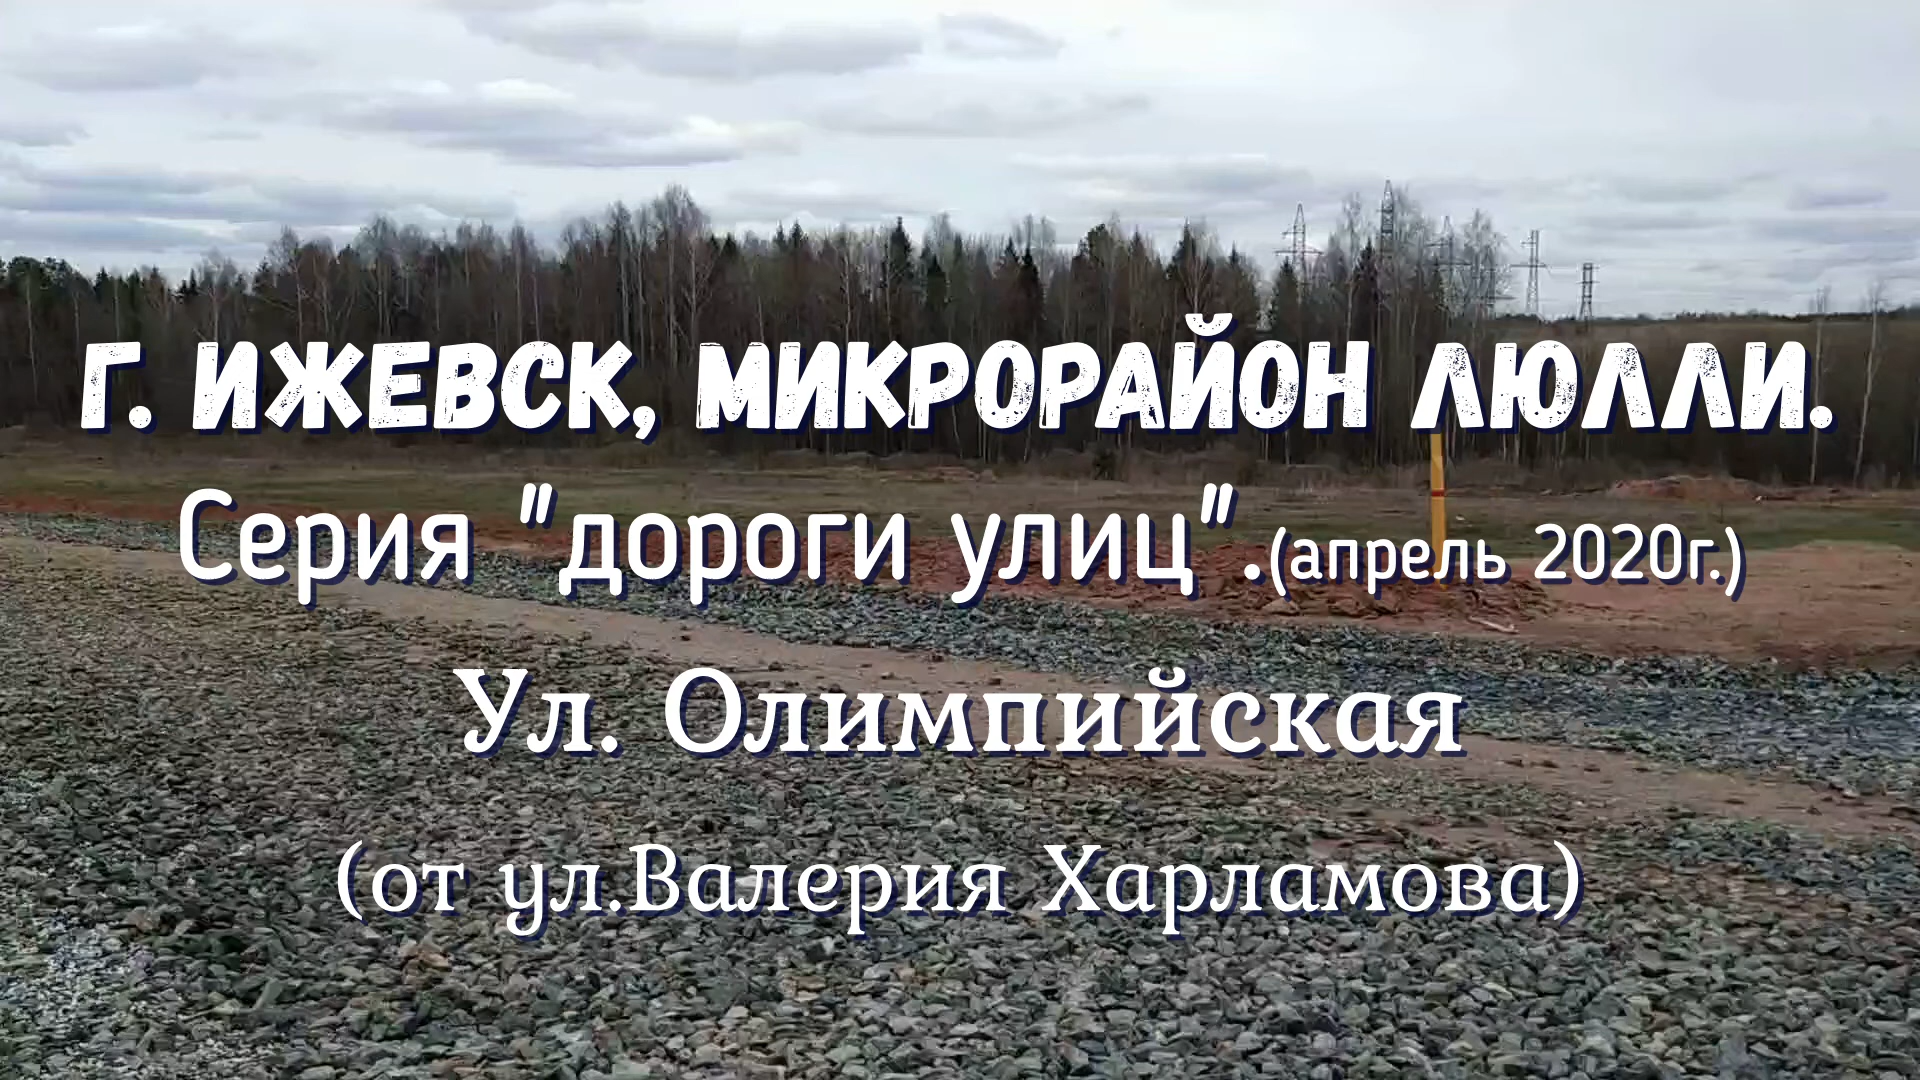 Г. ИЖЕВСК, МИКРОРАЙОН ЛЮЛЛИ.
Серия "дороги улиц".(апрель 2020г.)
Ул. Олимпийская
(от ул.Валерия Харламова)